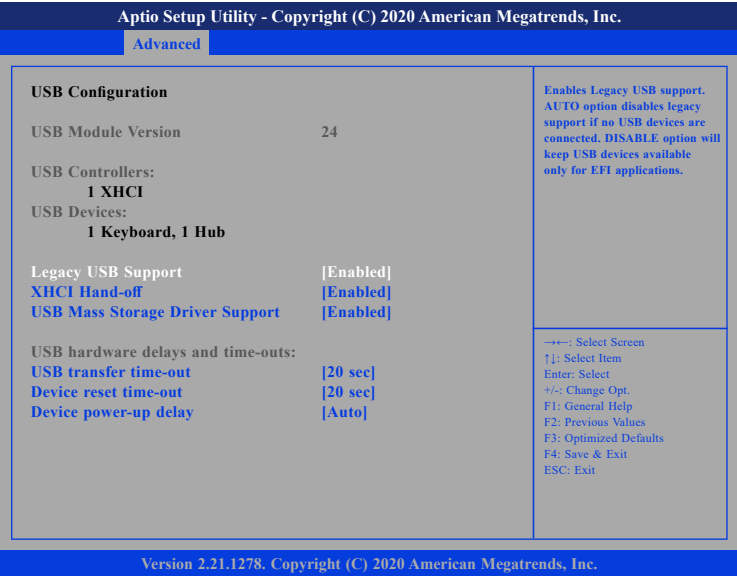 Aptio Setup Utility - Copyright (C) 2020 American Megatrends, Inc.
Advanced
USB Configuration
USB Module Version 24
USB Controllers:
1 XHCI
USB Devices:
1 Keyboard, 1 Hub
Legacy USB Support [Enabled]
XHCI Hand-off [Enabled]
USB Mass Storage Driver Support [Enabled]
USB hardware delays and time-outs:
USB transfer time-out [20 sec]
Device reset time-out [20 sec]
Device power-up delay [Auto]
Enables Legacy USB support.
AUTO option disables legacy
support if no USB devices are
connected. DISABLE option will
keep USB devices available
only for EFI applications.
→←: Select Screen
↑↓: Select Item
Enter: Select
+/-: Change Opt.
F1: General Help
F2: Previous Values
F3: Optimized Defaults
F4: Save & Exit
ESC: Exit
Version 2.21.1278. Copyright (C) 2020 American Megatrends, Inc.